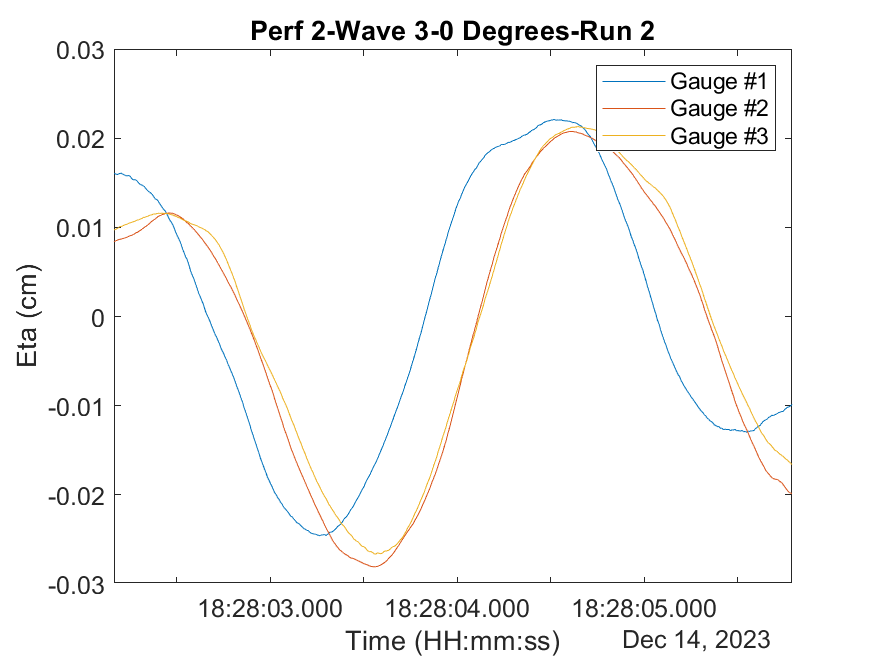 Perf 2-Wave 3-0 Degrees-Run 2
Gauge #1
Gauge #2
Gauge #3
Eta (cm)
0.03
0.02
0.01
0
-0.01
-0.02
-0.03
18:28:03.000 18:28:04.000 18:28:05.000
Time (HH:mm:ss)
Dec 14, 2023